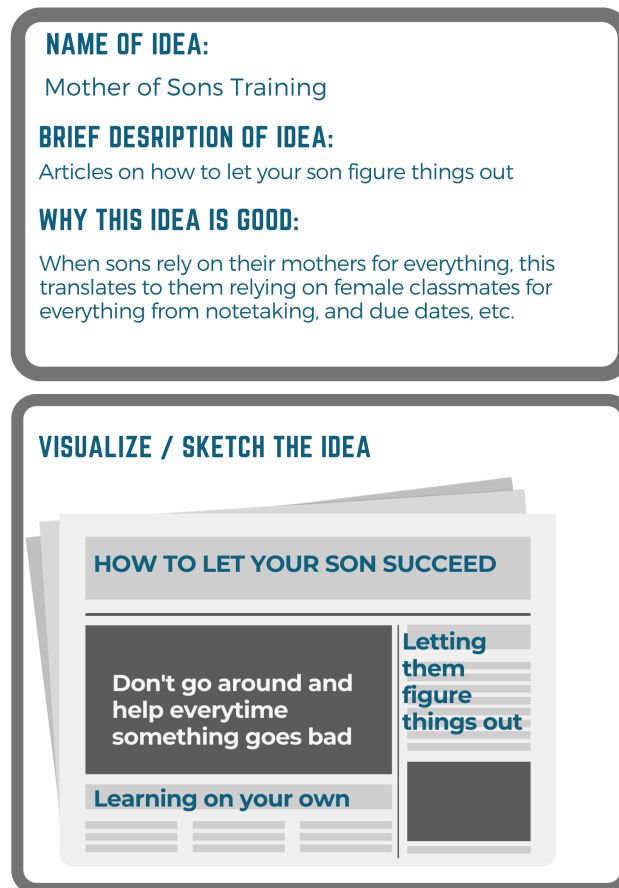 NAME OF IDEA:
Mother of Sons Training
BRIEF DESRIPTION OF IDEA:
Articles on how to let your son figure things out
WHY THIS IDEA IS GOOD:
When sons rely on their mothers for everything, this
translates to them relying on female classmates for
everything from notetaking, and due dates, etc.
VISUALIZE / SKETCH THE IDEA
HOW TO LET YOUR SON SUCCEED
Don't go around and
help everytime
something goes bad
Learning on your own
Letting
them
figure
things out